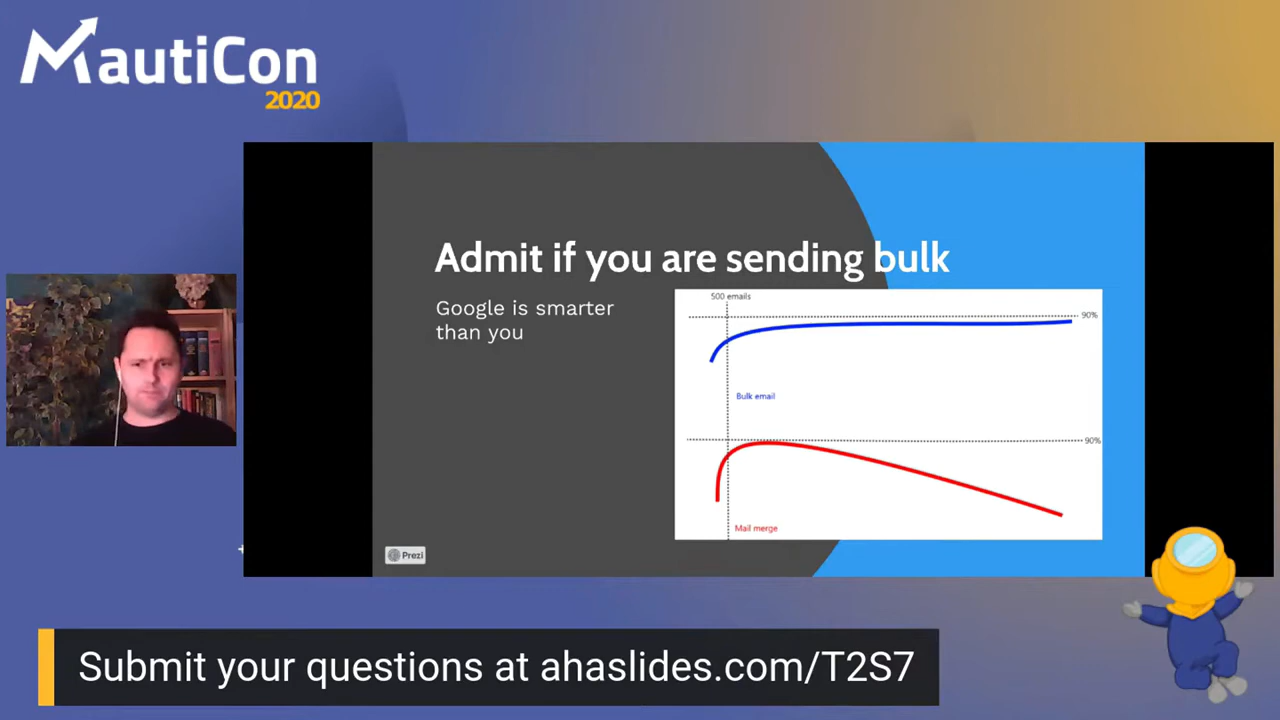 MautiCon
2020
Admit if you are sending bulk
Google is smarter
than you
500 emails
90%
Bulk email
90%
Mail merge
Prezi
Submit your questions at ahaslides.com/T2S7